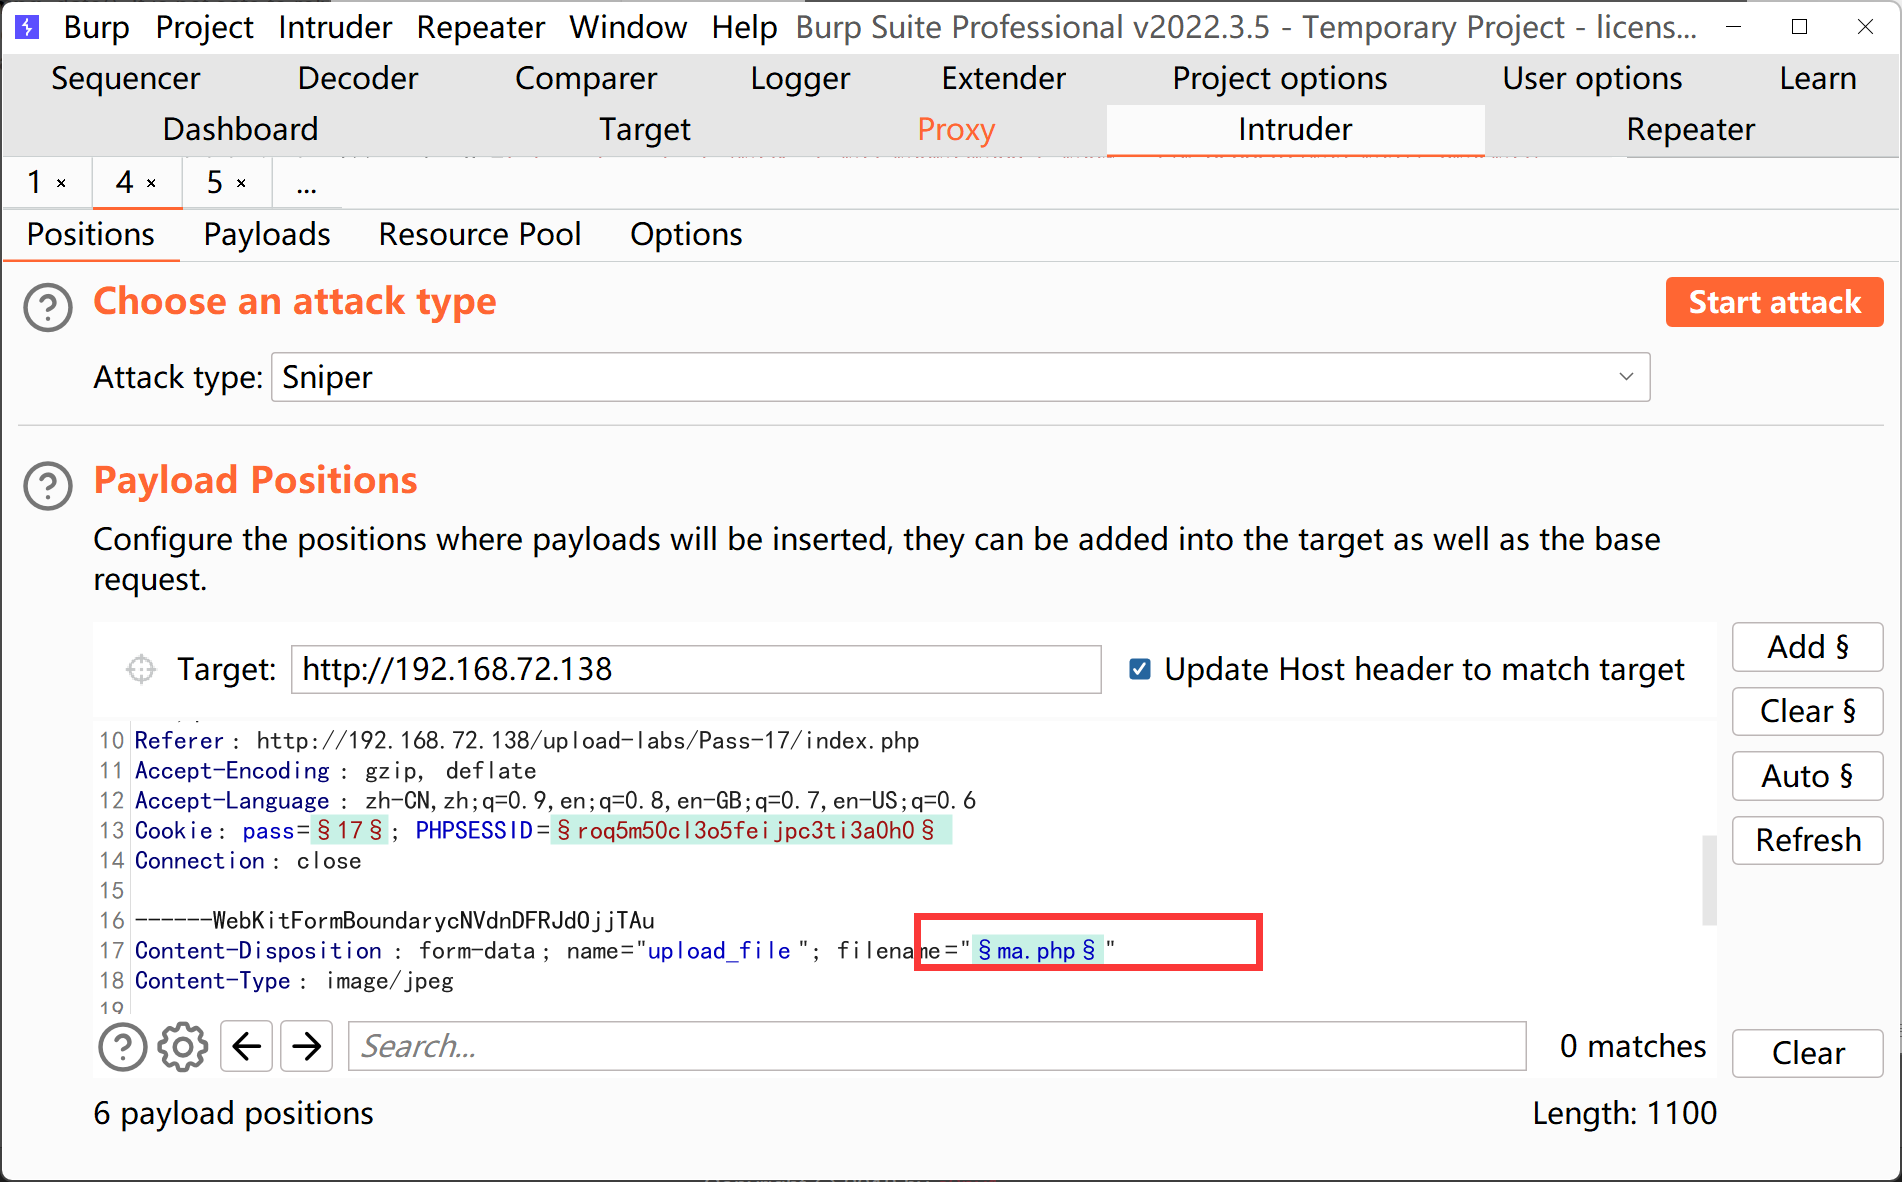 Burp Project Intruder Repeater Window Help Burp Suite Professional v2022.3.5 - Temporary Project - licens...
Sequencer Decoder Comparer Logger Extender Project options User options Learn
Dashboard Target Proxy Intruder Repeater
1 × 4 × 5 × ...
Positions Payloads Resource Pool Options
Choose an attack type
Start attack
Attack type: Sniper
Payload Positions
Configure the positions where payloads will be inserted, they can be added into the target as well as the base
request.
Target: http://192.168.72.138 Update Host header to match target
Add §
Clear §
Auto §
Refresh
10 Referer: http://192.168.72.138/upload-labs/Pass-17/index.php
11 Accept-Encoding: gzip, deflate
12 Accept-Language: zh-CN,zh;q=0.9,en;q=0.8,en-GB;q=0.7,en-US;q=0.6
13 Cookie: pass=§17§; PHPSESSID=§roq5m50cl3o5feijpc3ti3a0h0§
14 Connection: close
15
16 ------WebKitFormBoundarycNVdnDFRJdOjjTAu
17 Content-Disposition: form-data; name="upload_file"; filename="§ma.php§"
18 Content-Type: image/jpeg
19
Search... 0 matches
Clear
6 payload positions Length: 1100